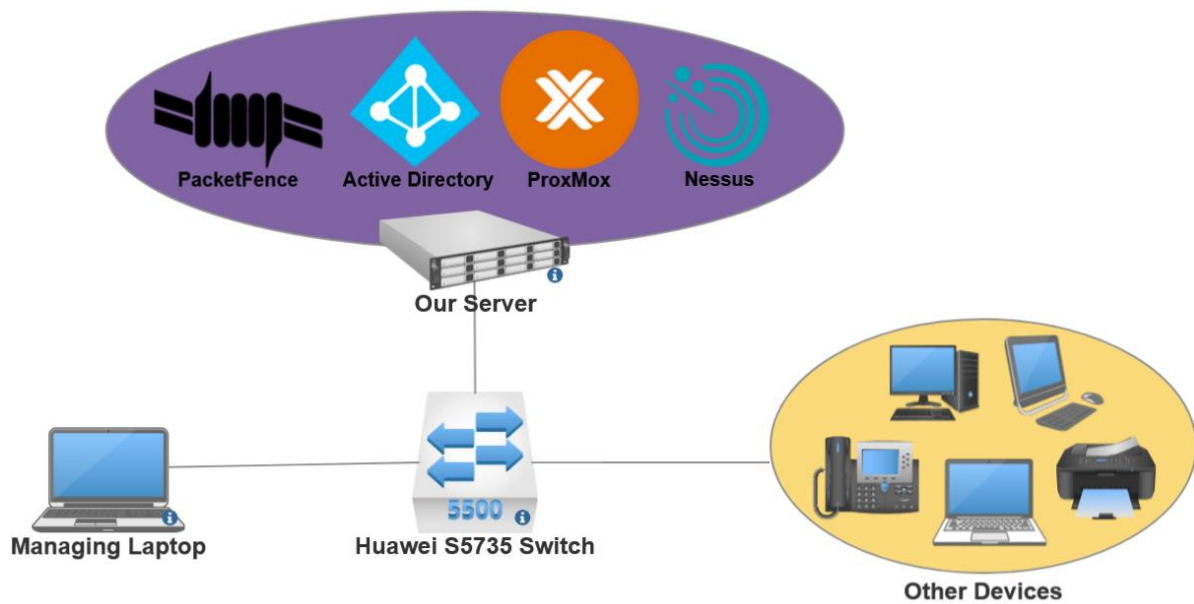 PacketFence
Active Directory
ProxMox
Nessus
Our Server
5500
Managing Laptop
Huawei S5735 Switch
Other Devices